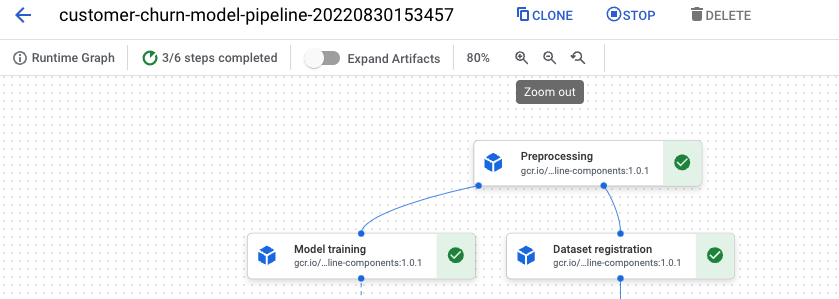 customer-churn-model-pipeline-20220830153457 CLONE STOP DELETE
Runtime Graph 3/6 steps completed Expand Artifacts 80%
Zoom out
Preprocessing
gcr.io/...line-components:1.0.1
Model training
gcr.io/...line-components:1.0.1
Dataset registration
gcr.io/...line-components:1.0.1